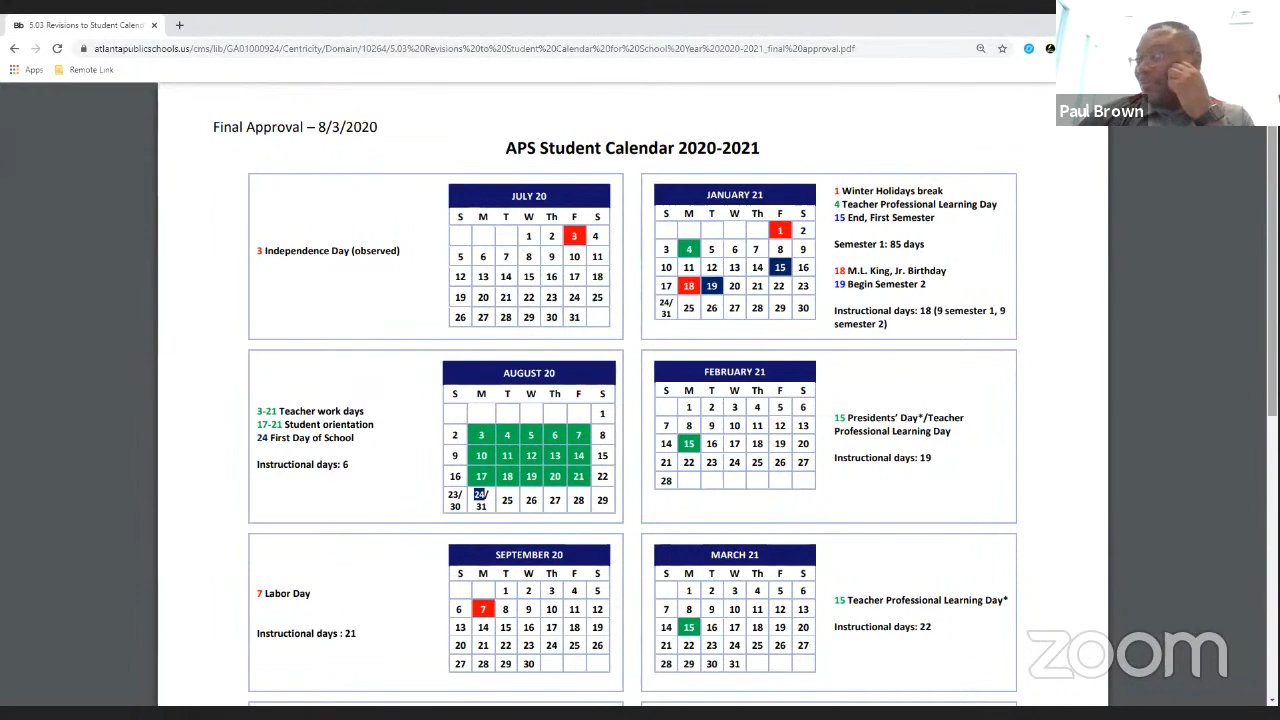 Bb 5.03 Revisions to Student Calend
atlantapublicschools.us/cms/lib/GA01000924/Centricity/Domain/10264/5.03%20Revisions%20to%20Student%20Calendar%20for%20School%20Year%202020-2021_final%20approval.pdf
Apps Remote Link
Paul Brown
Final Approval – 8/3/2020
APS Student Calendar 2020-2021
JULY 20
S M T W Th F S
1 2 3 4
5 6 7 8 9 10 11
12 13 14 15 16 17 18
19 20 21 22 23 24 25
26 27 28 29 30 31
3 Independence Day (observed)
JANUARY 21
S M T W Th F S
1 2
3 4 5 6 7 8 9
10 11 12 13 14 15 16
17 18 19 20 21 22 23
24/31 25 26 27 28 29 30
1 Winter Holidays break
4 Teacher Professional Learning Day
15 End, First Semester
Semester 1: 85 days
18 M.L. King, Jr. Birthday
19 Begin Semester 2
Instructional days: 18 (9 semester 1, 9
semester 2)
3-21 Teacher work days
17-21 Student orientation
24 First Day of School
Instructional days: 6
AUGUST 20
S M T W Th F S
1
2 3 4 5 6 7 8
9 10 11 12 13 14 15
16 17 18 19 20 21 22
23/30 24/31 25 26 27 28 29
FEBRUARY 21
S M T W Th F S
1 2 3 4 5 6
7 8 9 10 11 12 13
14 15 16 17 18 19 20
21 22 23 24 25 26 27
28
15 Presidents’ Day*/Teacher
Professional Learning Day
Instructional days: 19
7 Labor Day
Instructional days : 21
SEPTEMBER 20
S M T W Th F S
1 2 3 4 5
6 7 8 9 10 11 12
13 14 15 16 17 18 19
20 21 22 23 24 25 26
27 28 29 30
MARCH 21
S M T W Th F S
1 2 3 4 5 6
7 8 9 10 11 12 13
14 15 16 17 18 19 20
21 22 23 24 25 26 27
28 29 30 31
15 Teacher Professional Learning Day*
Instructional days: 22
zoom